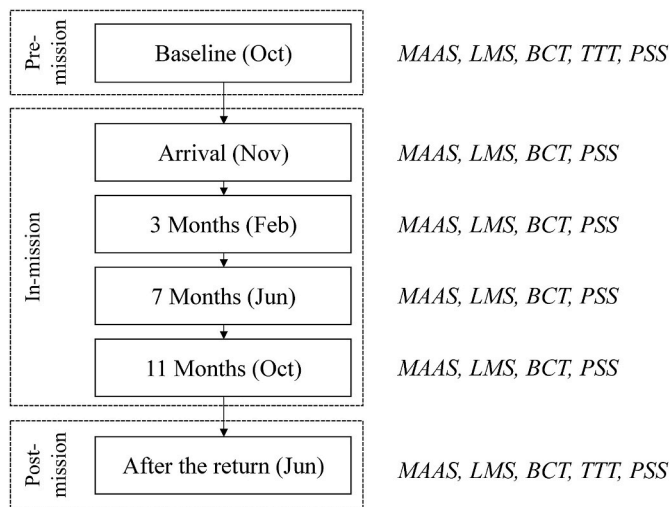 Pre-
mission
Baseline (Oct)
MAAS, LMS, BCT, TTT, PSS
In-mission
Arrival (Nov)
MAAS, LMS, BCT, PSS
3 Months (Feb)
MAAS, LMS, BCT, PSS
7 Months (Jun)
MAAS, LMS, BCT, PSS
11 Months (Oct)
MAAS, LMS, BCT, PSS
Post-
mission
After the return (Jun)
MAAS, LMS, BCT, TTT, PSS